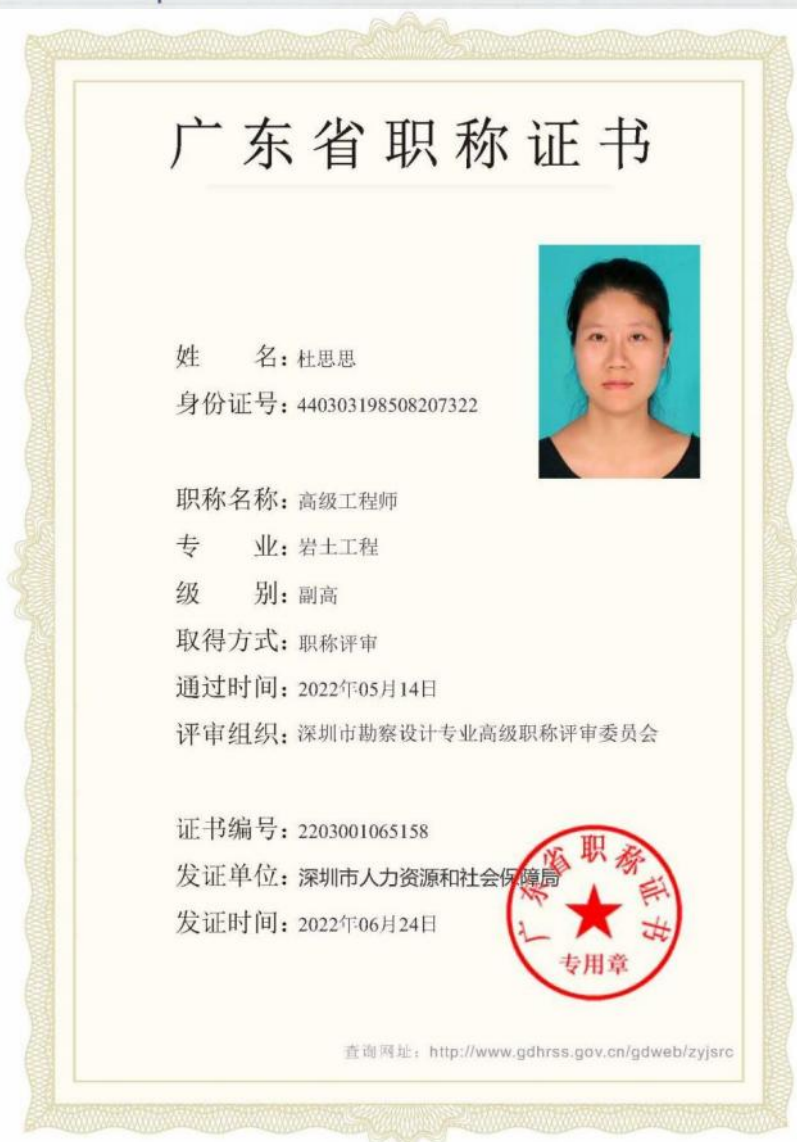 广东省职称证书
姓 名：杜思思
身份证号：440303198508207322
职称名称：高级工程师
专 业：岩土工程
级 别：副高
取得方式：职称评审
通过时间：2022年05月14日
评审组织：深圳市勘察设计专业高级职称评审委员会
证书编号：2203001065158
发证单位：深圳市人力资源和社会保障局
发证时间：2022年06月24日
广东省职称证书
专用章
查询网址：http://www.gdhrss.gov.cn/gdweb/zyjsrc